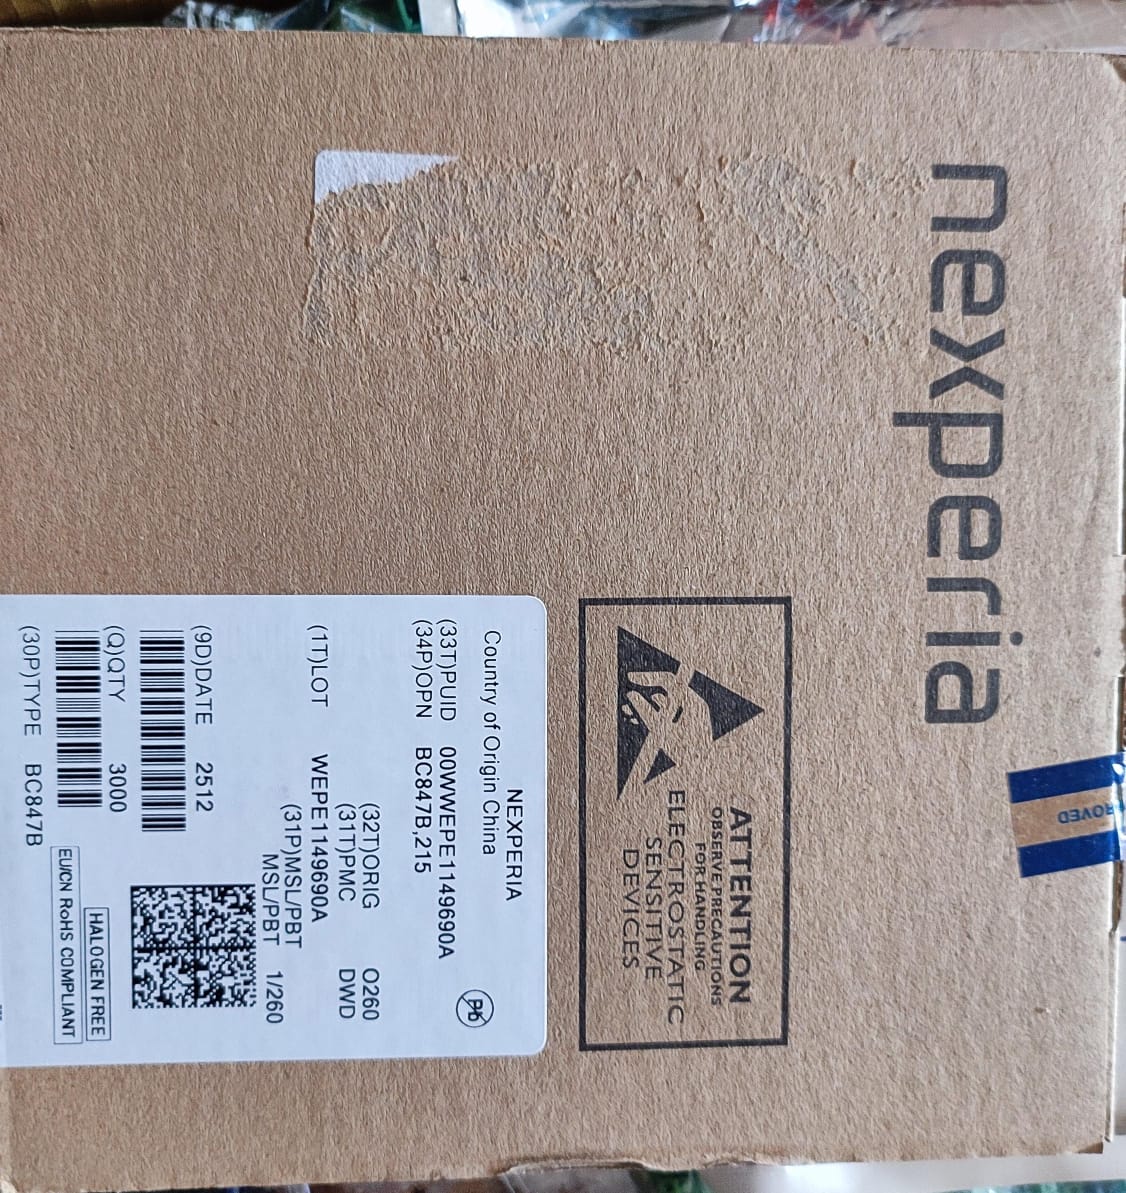 nexperia
ATTENTION
OBSERVE PRECAUTIONS
FOR HANDLING
ELECTROSTATIC
SENSITIVE
DEVICES
NEXPERIA
Country of Origin China
Pb
(33T)PUID 00WWEPE1149690A
(34P)OPN BC847B,215
(32T)ORIG O260
(31T)PMC DWD
(1T)LOT WEPE1149690A
(31P)MSL/PBT
MSL/PBT 1/260
(9D)DATE 2512
(Q)QTY 3000
HALOGEN FREE
EU/CN RoHS COMPLIANT
(30P)TYPE BC847B
ROVED